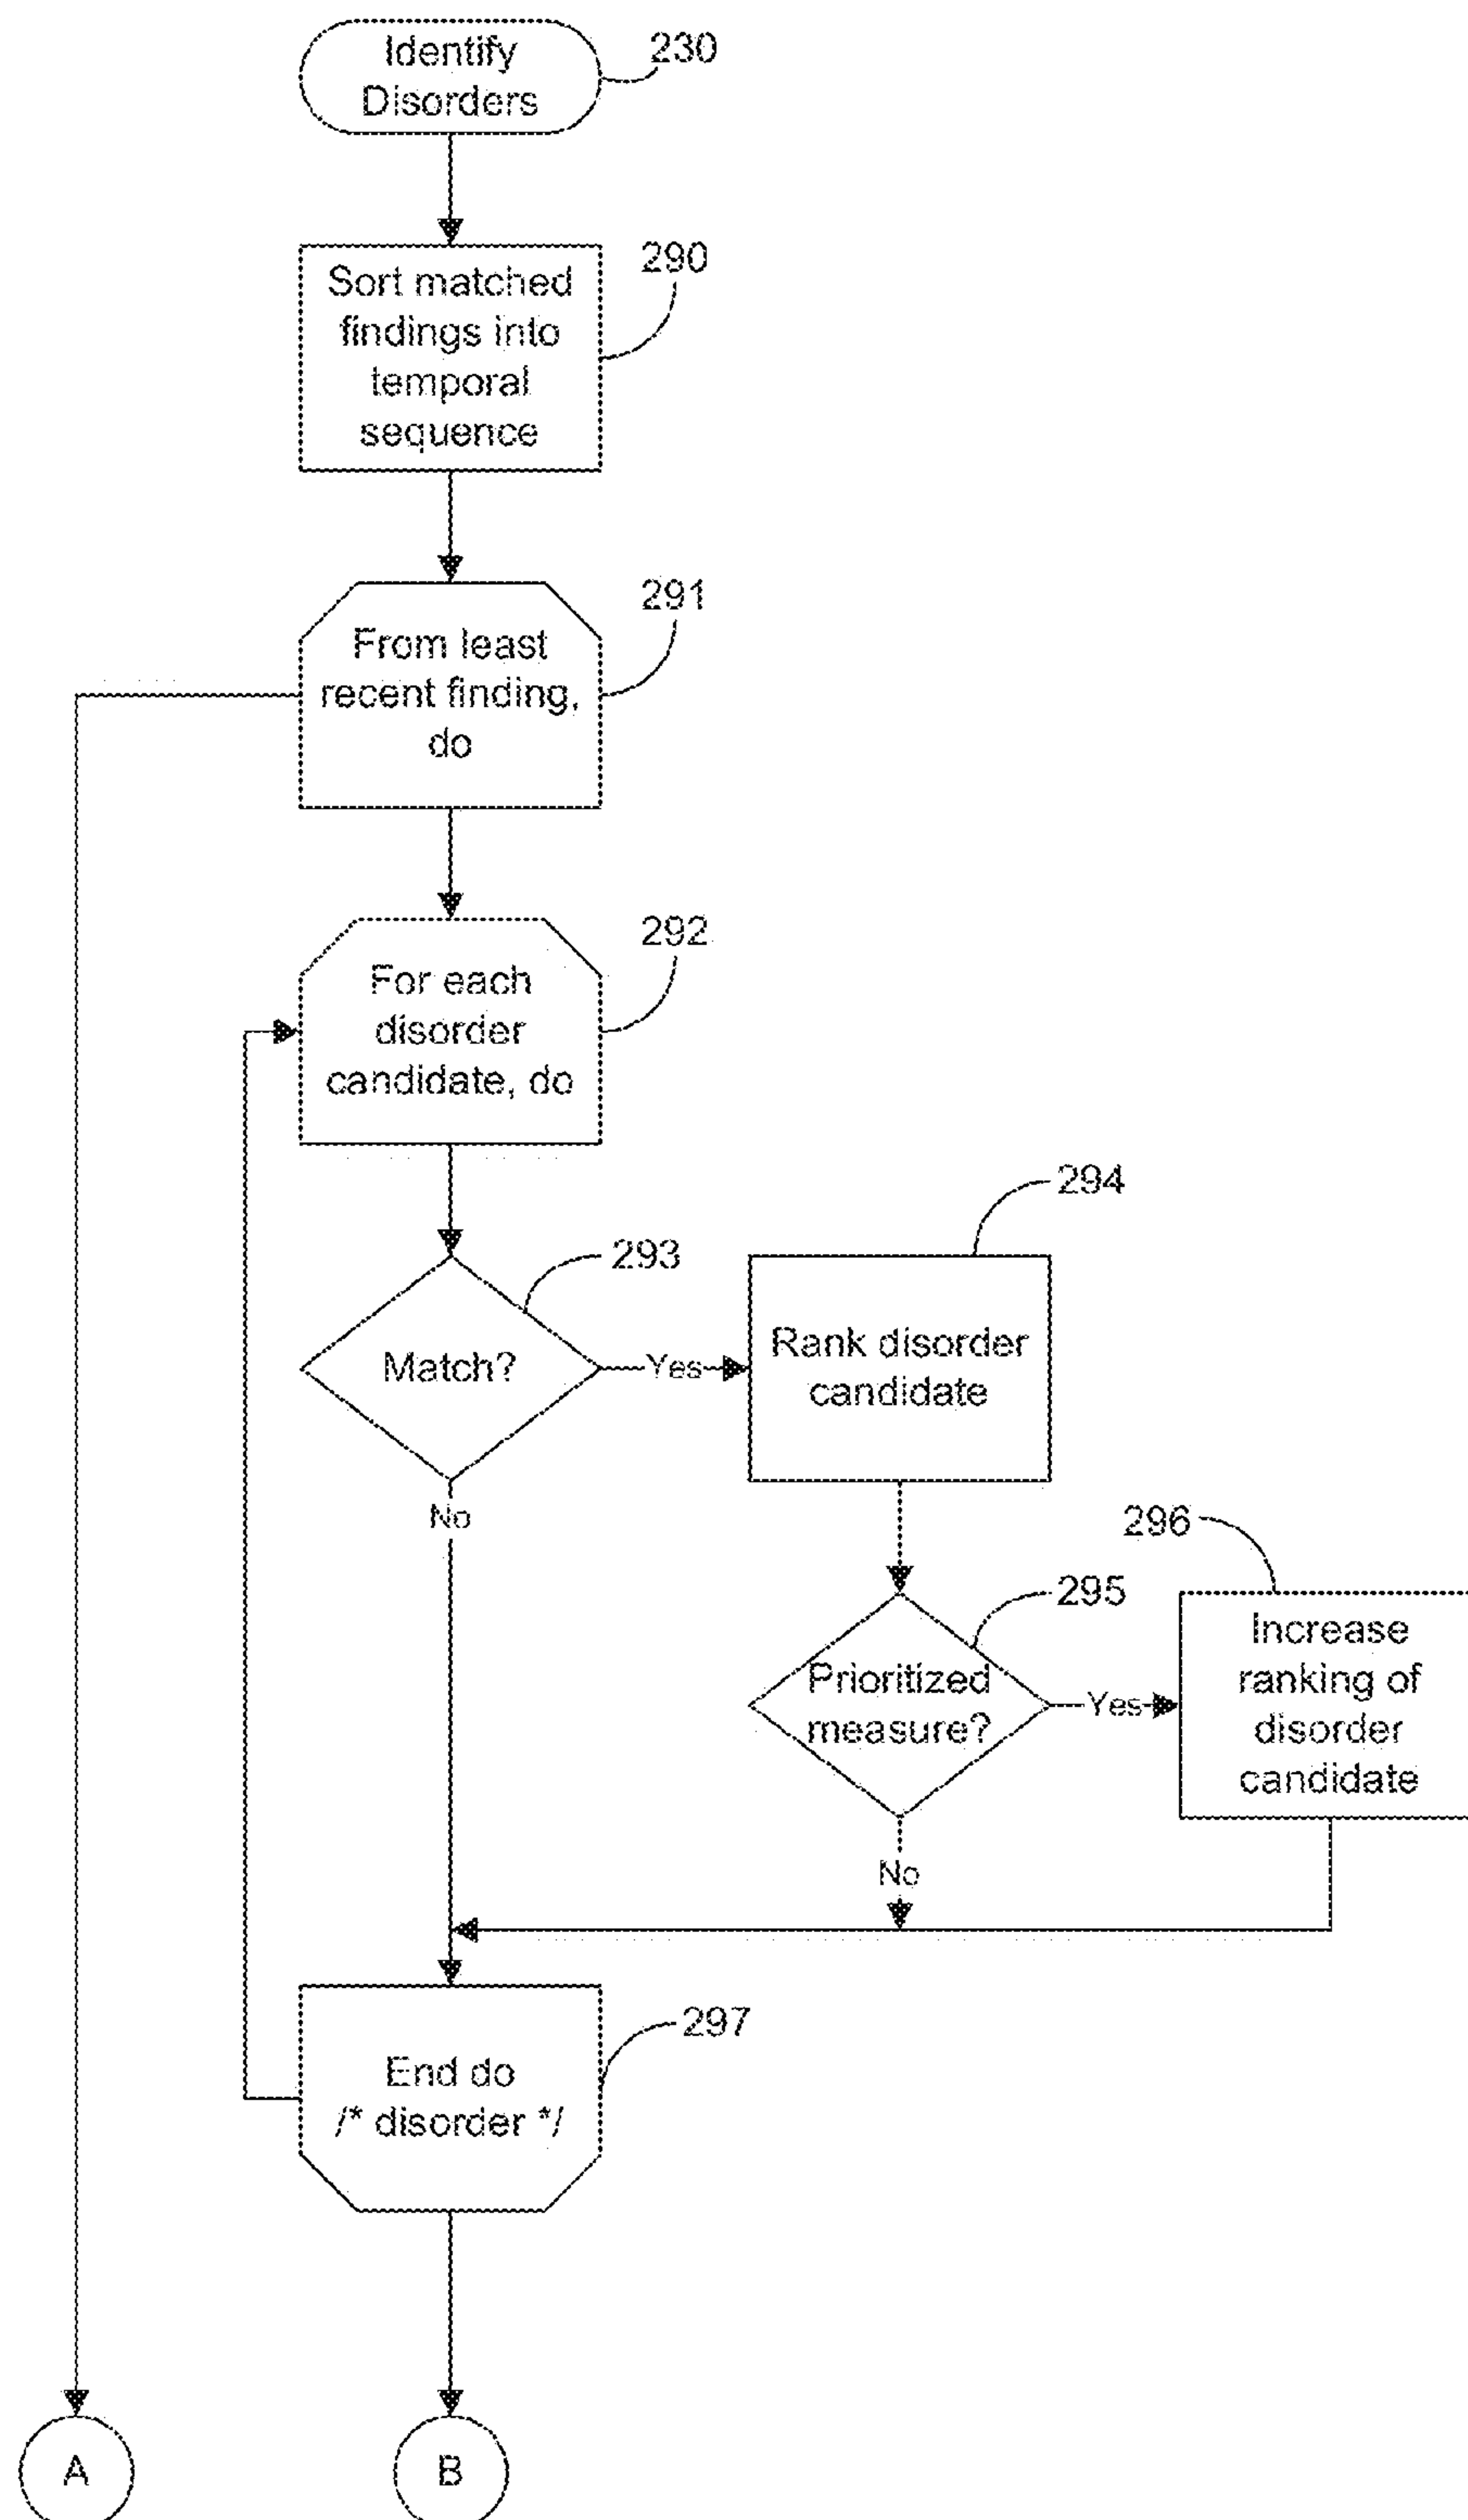 Identify
Disorders
230
Sort matched
findings into
temporal
sequence
290
From least
recent finding,
do
291
For each
disorder
candidate, do
292
Match?
293
Yes
No
Rank disorder
candidate
294
Prioritized
measure?
295
Yes
No
Increase
ranking of
disorder
candidate
296
End do
/* disorder */
297
A
B